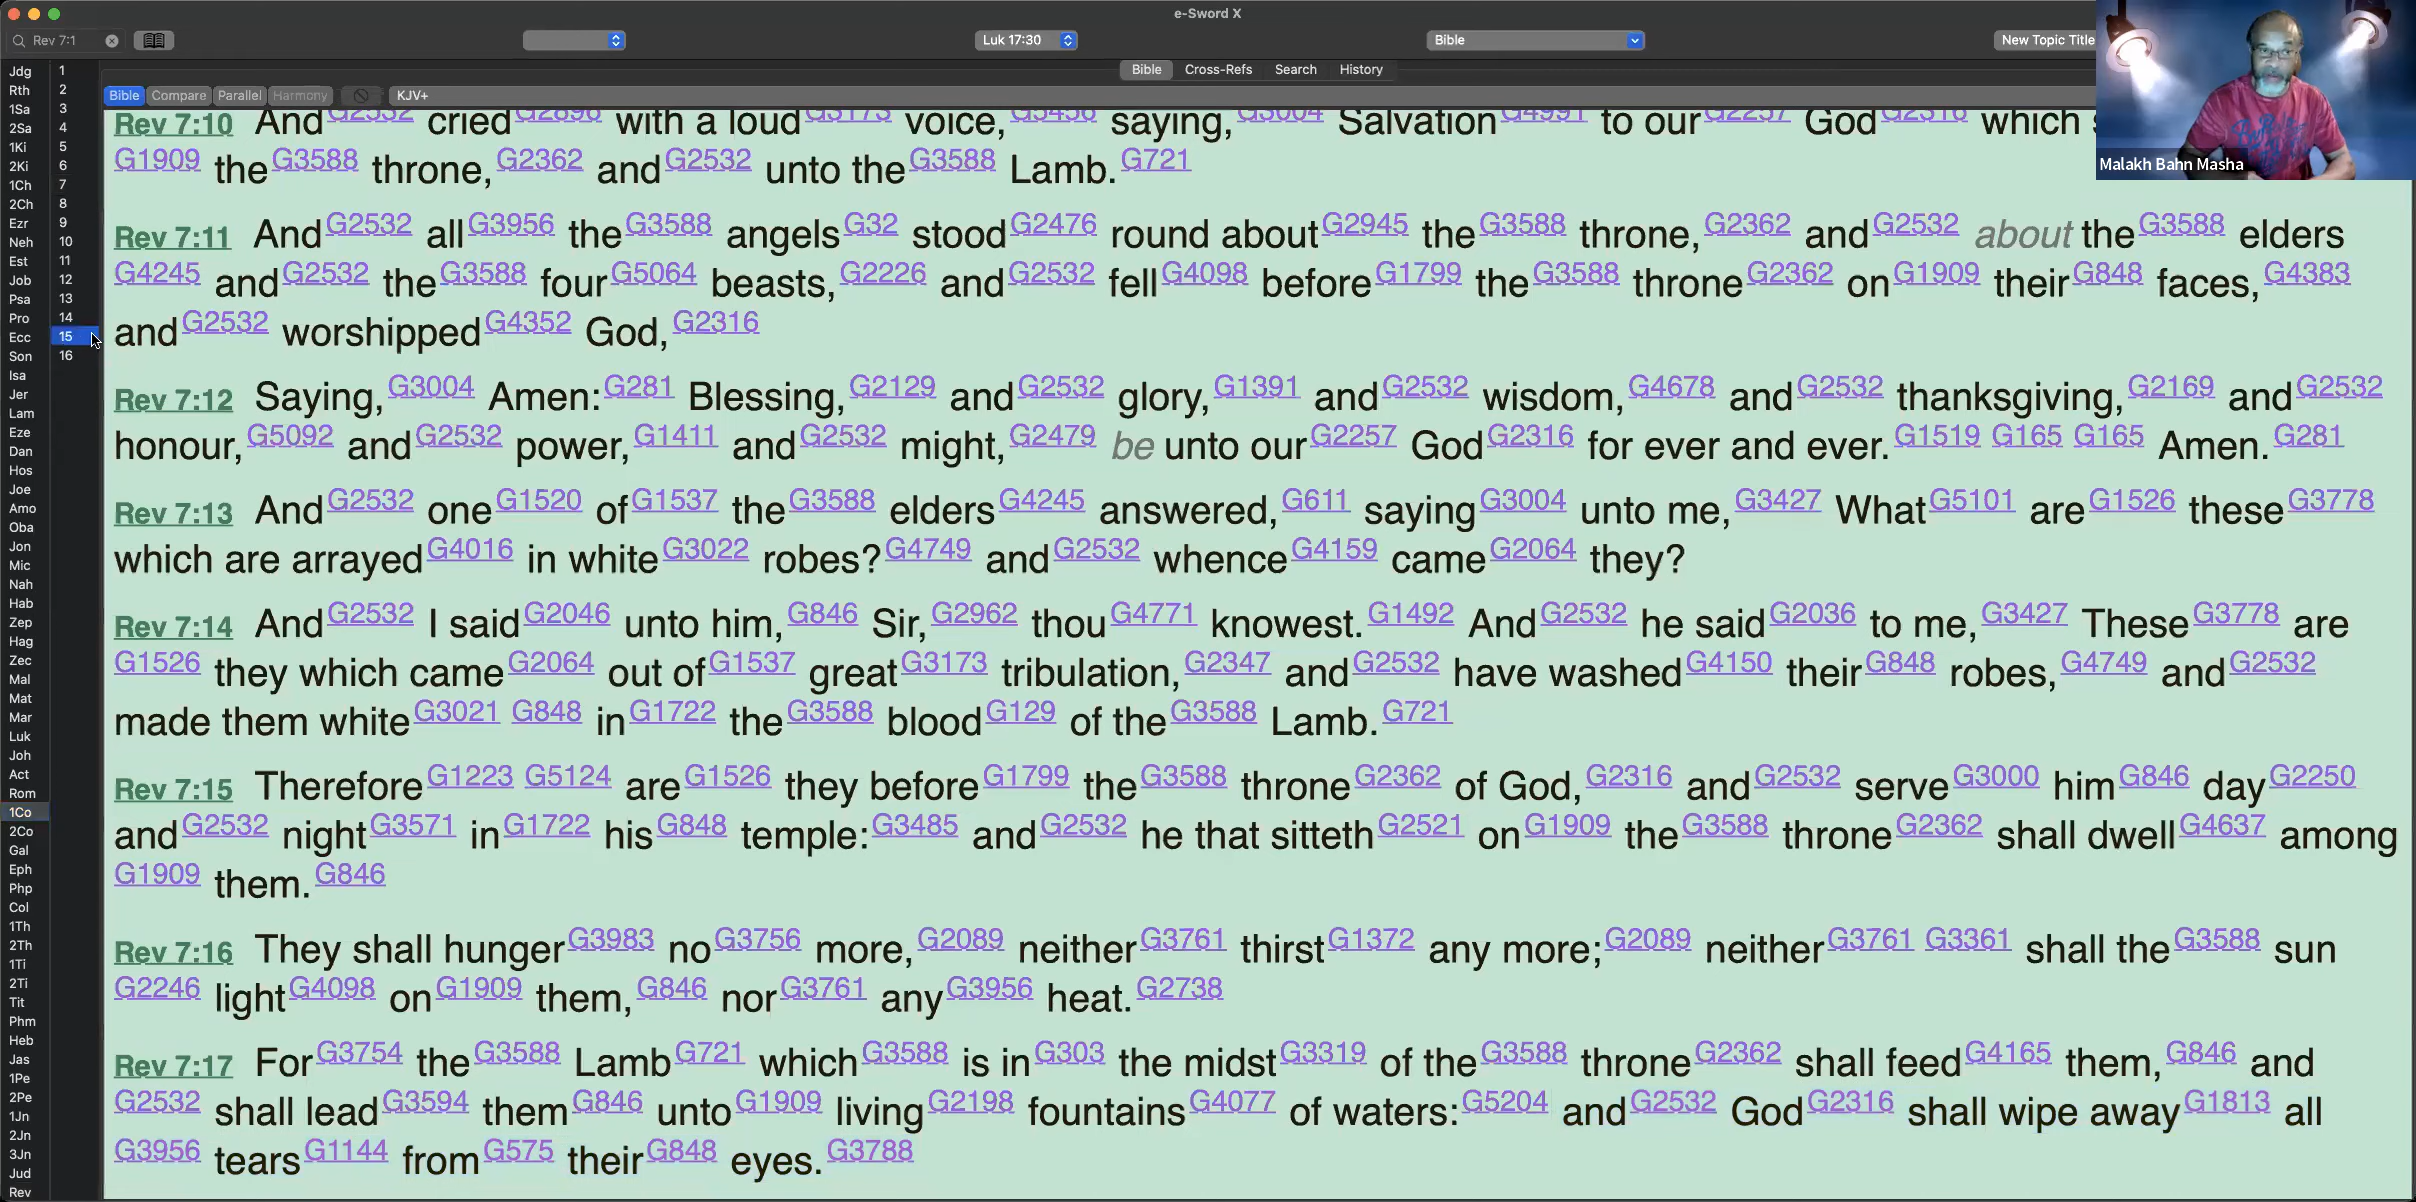 e-Sword X
Rev 7:1
Luk 17:30
Bible
New Topic Title
Bible Cross-Refs Search History
Bible Compare Parallel Harmony KJV+
Jdg
Rth
1Sa
2Sa
1Ki
2Ki
1Ch
2Ch
Ezr
Neh
Est
Job
Psa
Pro
Ecc
Son
Isa
Jer
Lam
Eze
Dan
Hos
Joe
Amo
Oba
Jon
Mic
Nah
Hab
Zep
Hag
Zec
Mal
Mat
Mar
Luk
Joh
Act
Rom
1Co
2Co
Gal
Eph
Php
Col
1Th
2Th
1Ti
2Ti
Tit
Phm
Heb
Jas
1Pe
2Pe
1Jn
2Jn
3Jn
Jud
Rev
1
2
3
4
5
6
7
8
9
10
11
12
13
14
15
16
Rev 7:10 And G2532 cried G2896 with a loud G3173 voice, G5456 saying, G3004 Salvation G4991 to our G2257 God G2316 which
G1909 the G3588 throne, G2362 and G2532 unto the G3588 Lamb. G721
Rev 7:11 And G2532 all G3956 the G3588 angels G32 stood G2476 round about G2945 the G3588 throne, G2362 and G2532 about the G3588 elders
G4245 and G2532 the G3588 four G5064 beasts, G2226 and G2532 fell G4098 before G1799 the G3588 throne G2362 on G1909 their G848 faces, G4383
and G2532 worshipped G4352 God, G2316
Rev 7:12 Saying, G3004 Amen: G281 Blessing, G2129 and G2532 glory, G1391 and G2532 wisdom, G4678 and G2532 thanksgiving, G2169 and G2532
honour, G5092 and G2532 power, G1411 and G2532 might, G2479 be unto our G2257 God G2316 for ever and ever. G1519 G165 G165 Amen. G281
Rev 7:13 And G2532 one G1520 of G1537 the G3588 elders G4245 answered, G611 saying G3004 unto me, G3427 What G5101 are G1526 these G3778
which are arrayed G4016 in white G3022 robes? G4749 and G2532 whence G4159 came G2064 they?
Rev 7:14 And G2532 I said G2046 unto him, G846 Sir, G2962 thou G4771 knowest. G1492 And G2532 he said G2036 to me, G3427 These G3778 are
G1526 they which came G2064 out of G1537 great G3173 tribulation, G2347 and G2532 have washed G4150 their G848 robes, G4749 and G2532
made them white G3021 G848 in G1722 the G3588 blood G129 of the G3588 Lamb. G721
Rev 7:15 Therefore G1223 G5124 are G1526 they before G1799 the G3588 throne G2362 of God, G2316 and G2532 serve G3000 him G846 day G2250
and G2532 night G3571 in G1722 his G848 temple: G3485 and G2532 he that sitteth G2521 on G1909 the G3588 throne G2362 shall dwell G4637 among
G1909 them. G846
Rev 7:16 They shall hunger G3983 no G3756 more, G2089 neither G3761 thirst G1372 any more; G2089 neither G3761 G3361 shall the G3588 sun
G2246 light G4098 on G1909 them, G846 nor G3761 any G3956 heat. G2738
Rev 7:17 For G3754 the G3588 Lamb G721 which G3588 is in G303 the midst G3319 of the G3588 throne G2362 shall feed G4165 them, G846 and
G2532 shall lead G3594 them G846 unto G1909 living G2198 fountains G4077 of waters: G5204 and G2532 God G2316 shall wipe away G1813 all
G3956 tears G1144 from G575 their G848 eyes. G3788
Malakh Bahn Masha